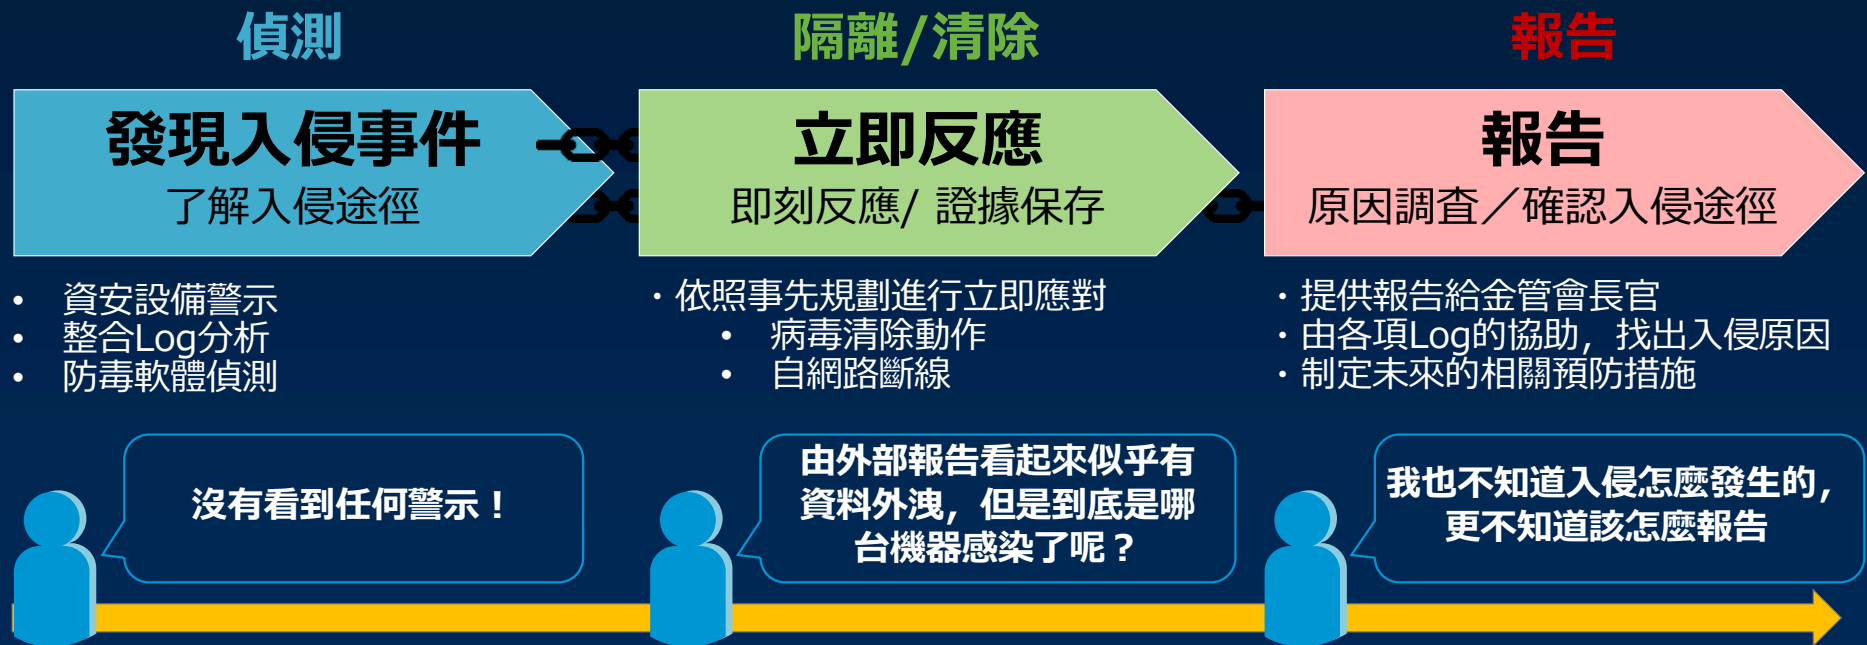 偵測
隔離/清除
報告
發現入侵事件
了解入侵途徑
立即反應
即刻反應/ 證據保存
報告
原因調查／確認入侵途徑
• 資安設備警示
• 整合Log分析
• 防毒軟體偵測
・依照事先規劃進行立即應對
• 病毒清除動作
• 自網路斷線
・提供報告給金管會長官
・由各項Log的協助，找出入侵原因
・制定未來的相關預防措施
沒有看到任何警示！
由外部報告看起來似乎有
資料外洩，但是到底是哪
台機器感染了呢？
我也不知道入侵怎麼發生的，
更不知道該怎麼報告